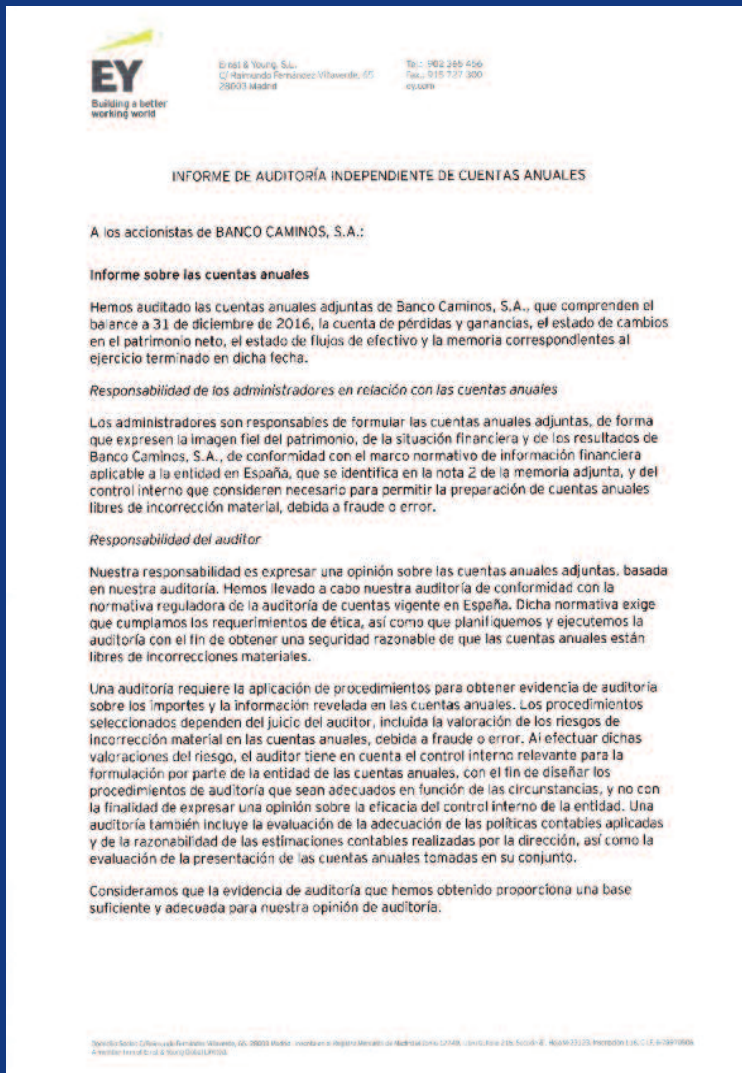 EY
Building a better
working world
Ernst & Young, S.L.
C/ Raimundo Fernández Villaverde, 65
28003 Madrid
Tel.: 902 365 456
Fax.: 915 727 300
ey.com
INFORME DE AUDITORÍA INDEPENDIENTE DE CUENTAS ANUALES
A los accionistas de BANCO CAMINOS, S.A.:
Informe sobre las cuentas anuales
Hemos auditado las cuentas anuales adjuntas de Banco Caminos, S.A., que comprenden el
balance a 31 de diciembre de 2016, la cuenta de pérdidas y ganancias, el estado de cambios
en el patrimonio neto, el estado de flujos de efectivo y la memoria correspondientes al
ejercicio terminado en dicha fecha.
Responsabilidad de los administradores en relación con las cuentas anuales
Los administradores son responsables de formular las cuentas anuales adjuntas, de forma
que expresen la imagen fiel del patrimonio, de la situación financiera y de los resultados de
Banco Caminos, S.A., de conformidad con el marco normativo de información financiera
aplicable a la entidad en España, que se identifica en la nota 2 de la memoria adjunta, y del
control interno que consideren necesario para permitir la preparación de cuentas anuales
libres de incorrección material, debida a fraude o error.
Responsabilidad del auditor
Nuestra responsabilidad es expresar una opinión sobre las cuentas anuales adjuntas, basada
en nuestra auditoría. Hemos llevado a cabo nuestra auditoría de conformidad con la
normativa reguladora de la auditoría de cuentas vigente en España. Dicha normativa exige
que cumplamos los requerimientos de ética, así como que planifiquemos y ejecutemos la
auditoría con el fin de obtener una seguridad razonable de que las cuentas anuales están
libres de incorrecciones materiales.
Una auditoría requiere la aplicación de procedimientos para obtener evidencia de auditoría
sobre los importes y la información revelada en las cuentas anuales. Los procedimientos
seleccionados dependen del juicio del auditor, incluida la valoración de los riesgos de
incorrección material en las cuentas anuales, debida a fraude o error. Al efectuar dichas
valoraciones del riesgo, el auditor tiene en cuenta el control interno relevante para la
formulación por parte de la entidad de las cuentas anuales, con el fin de diseñar los
procedimientos de auditoría que sean adecuados en función de las circunstancias, y no con
la finalidad de expresar una opinión sobre la eficacia del control interno de la entidad. Una
auditoría también incluye la evaluación de la adecuación de las políticas contables aplicadas
y de la razonabilidad de las estimaciones contables realizadas por la dirección, así como la
evaluación de la presentación de las cuentas anuales tomadas en su conjunto.
Consideramos que la evidencia de auditoría que hemos obtenido proporciona una base
suficiente y adecuada para nuestra opinión de auditoría.
A member firm of Ernst & Young Global Limited.